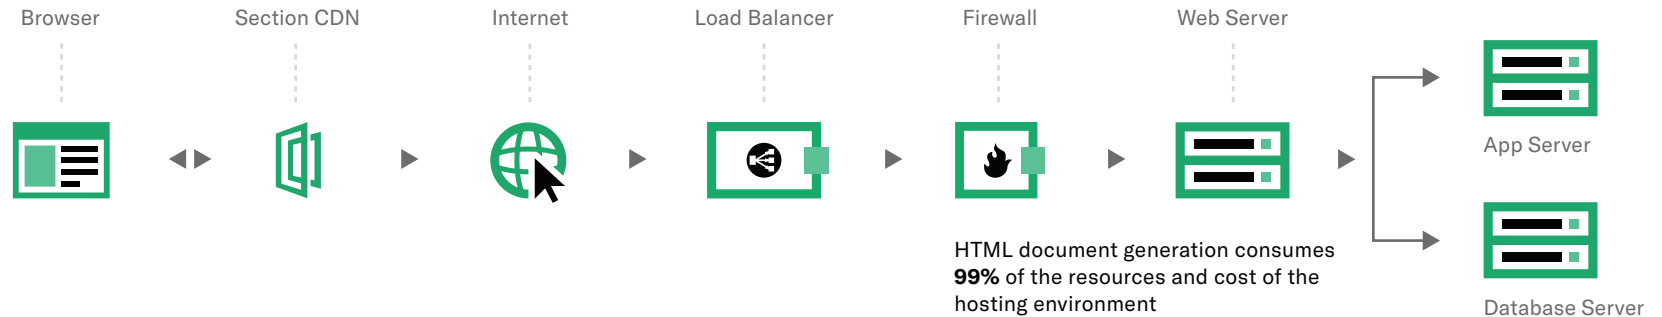 Browser
Section CDN
Internet
Load Balancer
Firewall
Web Server
App Server
HTML document generation consumes
99% of the resources and cost of the
hosting environment
Database Server